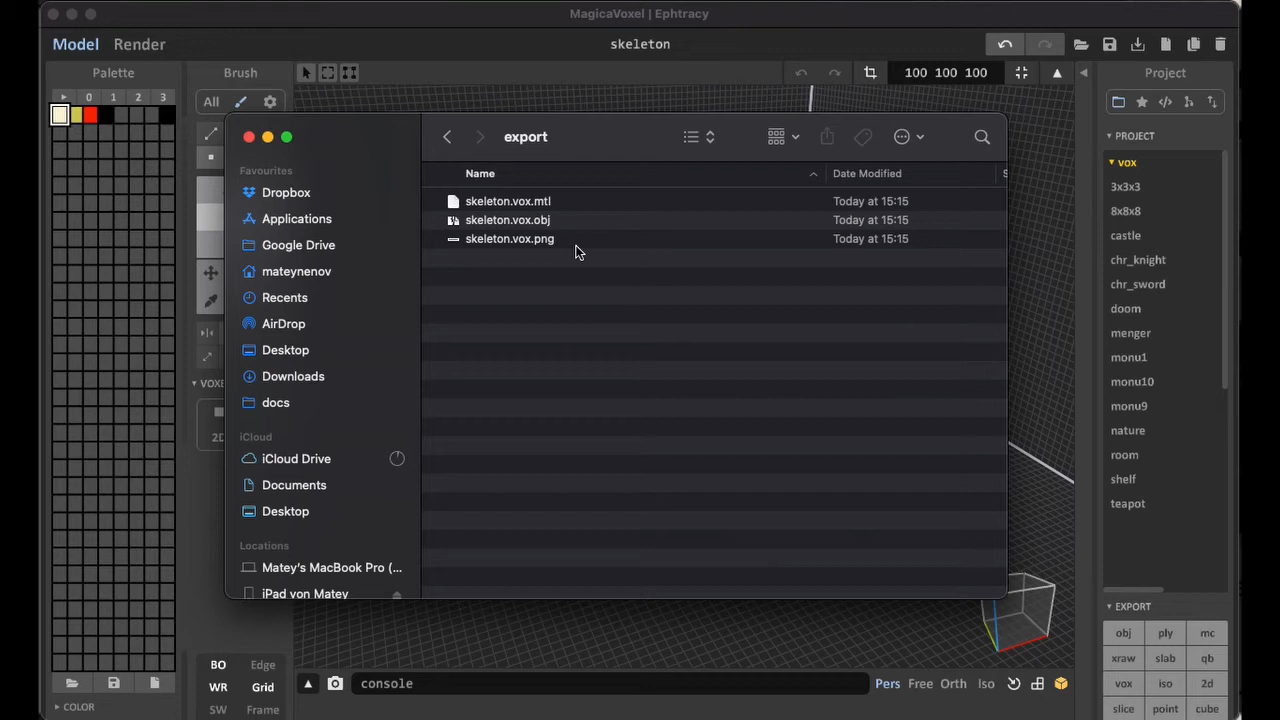 MagicaVoxel | Ephtracy
Model Render
skeleton
Palette
0 1 2 3
Brush
All
100 100 100
Project
PROJECT
vox
3x3x3
8x8x8
castle
chr_knight
chr_sword
doom
menger
monu1
monu10
monu9
nature
room
shelf
teapot
EXPORT
obj ply mc
xraw slab qb
vox iso 2d
slice point cube
export
Favourites
Dropbox
Applications
Google Drive
mateynenov
Recents
AirDrop
Desktop
Downloads
docs
iCloud
iCloud Drive
Documents
Desktop
Locations
Matey's MacBook Pro (...
iPad von Matey
Name Date Modified S
skeleton.vox.mtl Today at 15:15
skeleton.vox.obj Today at 15:15
skeleton.vox.png Today at 15:15
VOXE
2D
BO Edge
WR Grid
SW Frame
COLOR
console
Pers Free Orth Iso